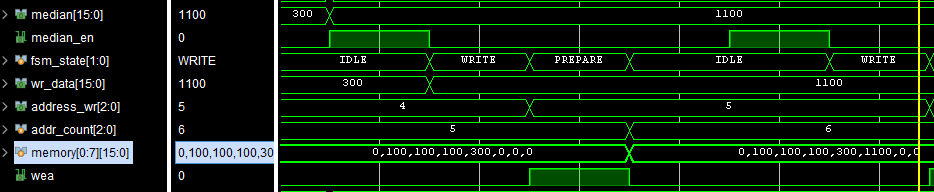 median[15:0] 1100 300 1100
median_en 0
fsm_state[1:0] WRITE IDLE WRITE PREPARE IDLE WRITE
wr_data[15:0] 1100 300 1100
address_wr[2:0] 5 4 5
addr_count[2:0] 6 5 6
memory[0:7][15:0] 0,100,100,100,30 0,100,100,100,300,0,0,0 0,100,100,100,300,1100,0,0
wea 0